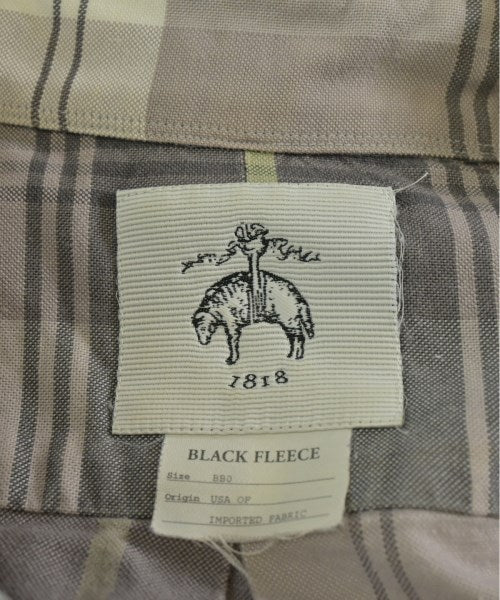 1818
BLACK FLEECE
Size BB0
Origin USA OF
IMPORTED FABRIC